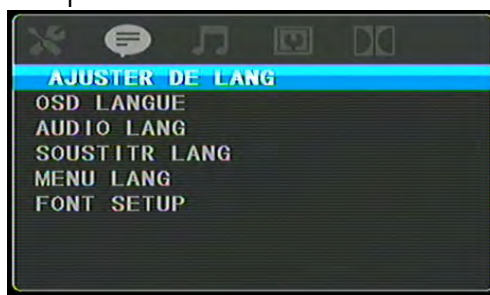 AJUSTER DE LANG
OSD LANGUE
AUDIO LANG
SOUSTITR LANG
MENU LANG
FONT SETUP